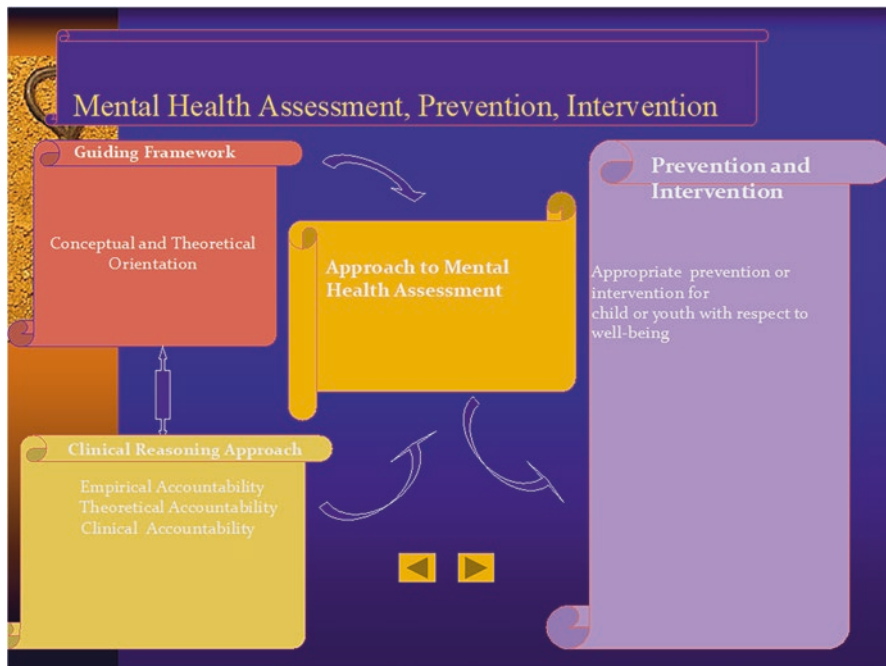 Mental Health Assessment, Prevention, Intervention
Guiding Framework
Conceptual and Theoretical
Orientation
Approach to Mental
Health Assessment
Prevention and
Intervention
Appropriate prevention or
intervention for
child or youth with respect to
well-being
Clinical Reasoning Approach
Empirical Accountability
Theoretical Accountability
Clinical Accountability